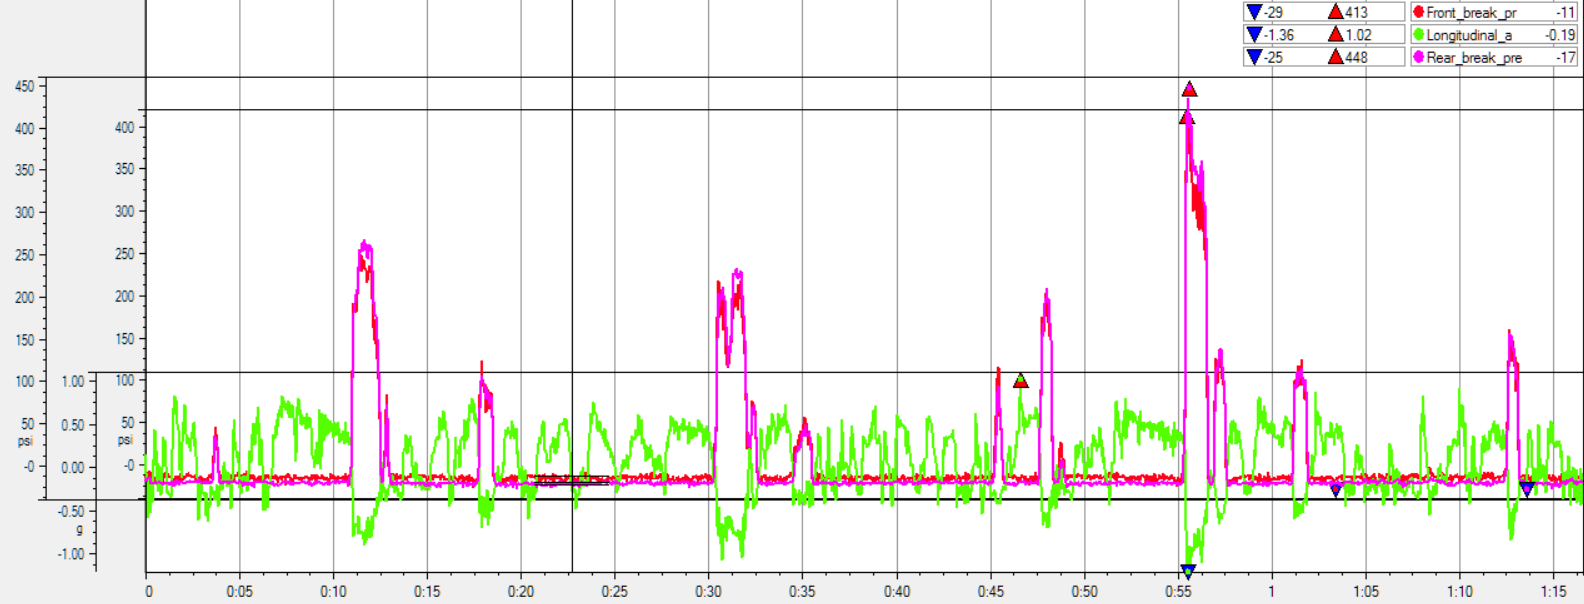 -29 413 Front_break_pr -11
-1.36 1.02 Longitudinal_a -0.19
-25 448 Rear_break_pre -17
450
400 400
350 350
300 300
250 250
200 200
150 150
100 1.00 100
50 0.50 50
psi psi
-0 0.00 -0
-0.50
g
-1.00
0 0:05 0:10 0:15 0:20 0:25 0:30 0:35 0:40 0:45 0:50 0:55 1 1:05 1:10 1:15